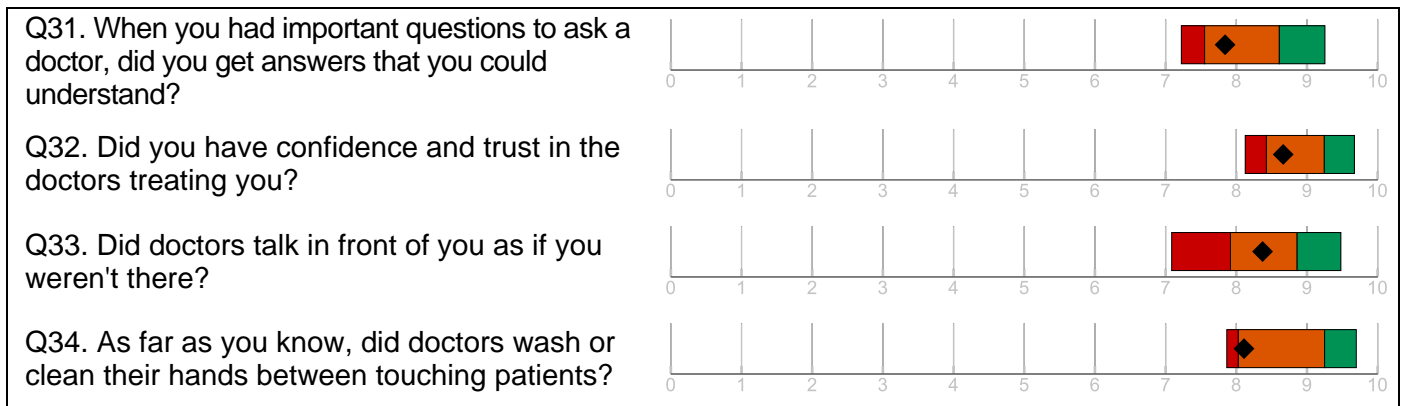 Q31. When you had important questions to ask a
doctor, did you get answers that you could
understand?
0 1 2 3 4 5 6 7 8 9 10
Q32. Did you have confidence and trust in the
doctors treating you?
0 1 2 3 4 5 6 7 8 9 10
Q33. Did doctors talk in front of you as if you
weren't there?
0 1 2 3 4 5 6 7 8 9 10
Q34. As far as you know, did doctors wash or
clean their hands between touching patients?
0 1 2 3 4 5 6 7 8 9 10